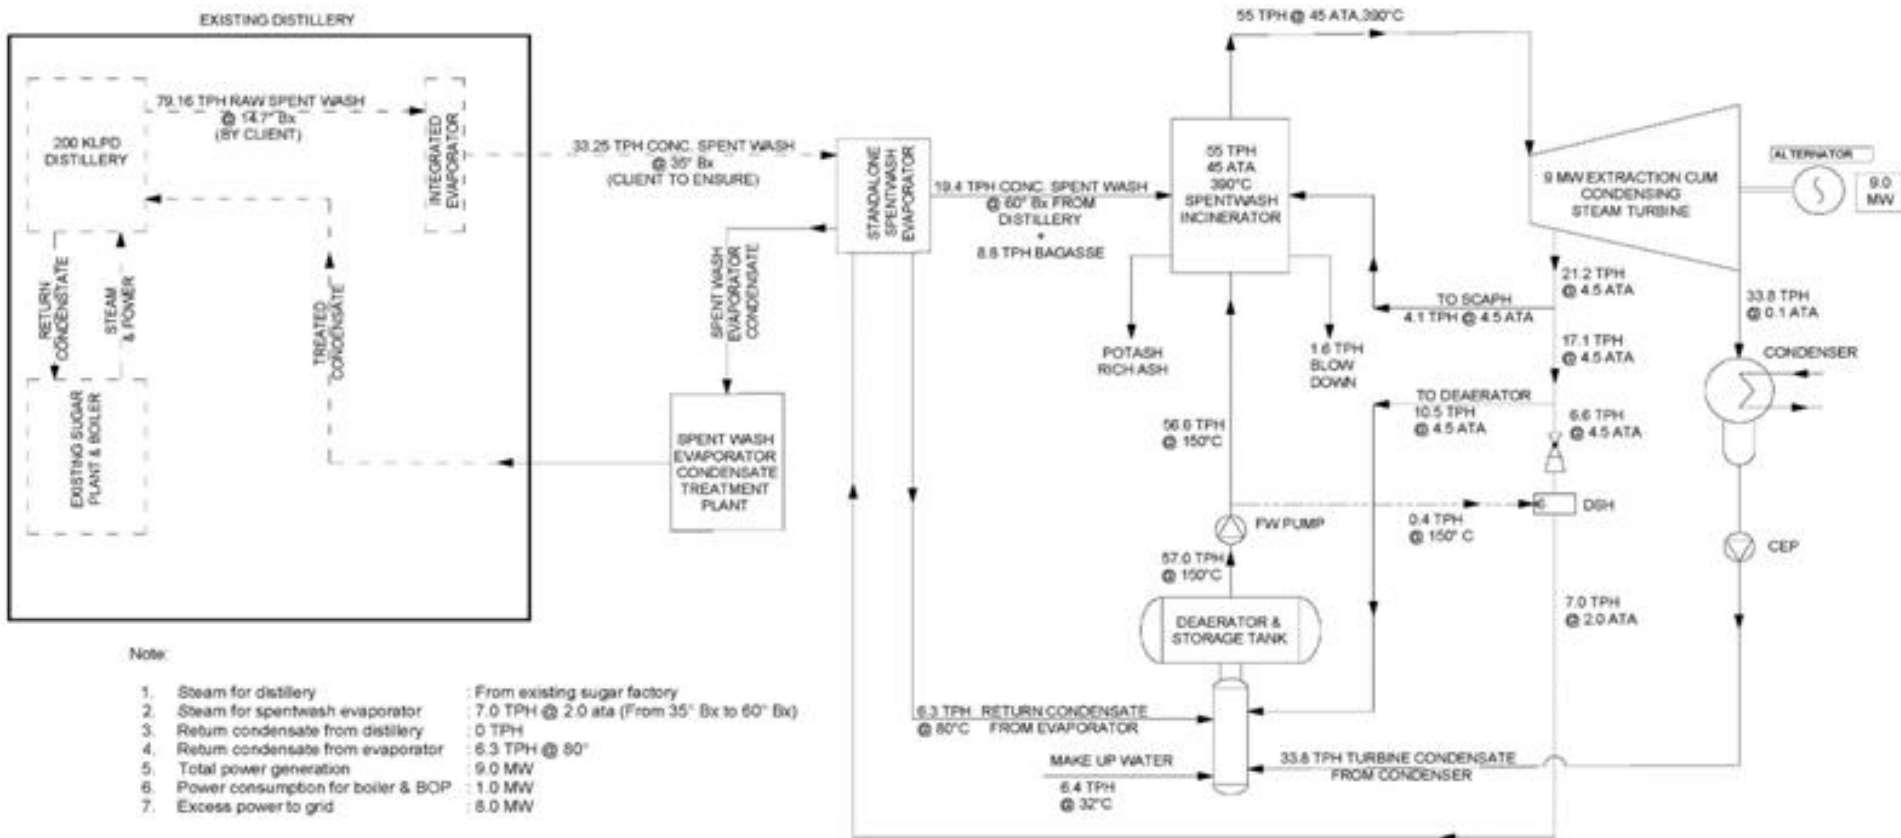 EXISTING DISTILLERY
79.16 TPH RAW SPENT WASH
@ 14.7° Bx
(BY CLIENT)
200 KLPD
DISTILLERY
INTEGRATED
EVAPORATOR
RETURN
CONDENSTATE
STEAM
& POWER
TREATED
CONDENSATE
EXISTING SUGAR
PLANT & BOILER
33.25 TPH CONC. SPENT WASH
@ 35° Bx
(CLIENT TO ENSURE)
STANDALONE
SPENTWASH
EVAPORATOR
SPENT WASH
EVAPORATOR
CONDENSATE
SPENT WASH
EVAPORATOR
CONDENSATE
TREATMENT
PLANT
19.4 TPH CONC. SPENT WASH
@ 60° Bx FROM
DISTILLERY
+
8.6 TPH BAGASSE
55 TPH @ 45 ATA,390°C
55 TPH
45 ATA
390°C
SPENTWASH
INCINERATOR
POTASH
RICH ASH
1.6 TPH
BLOW
DOWN
9 MW EXTRACTION CUM
CONDENSING
STEAM TURBINE
ALTERNATOR
9.0
MW
21.2 TPH
@ 4.5 ATA
TO SCAPH
4.1 TPH @ 4.5 ATA
17.1 TPH
@ 4.5 ATA
33.8 TPH
@ 0.1 ATA
CONDENSER
TO DEAERATOR
10.5 TPH
@ 4.5 ATA
6.6 TPH
@ 4.5 ATA
56.6 TPH
@ 150°C
FW PUMP
0.4 TPH
@ 150° C
DSH
CEP
57.0 TPH
@ 150°C
7.0 TPH
@ 2.0 ATA
DEAERATOR &
STORAGE TANK
6.3 TPH RETURN CONDENSATE
@ 80°C FROM EVAPORATOR
MAKE UP WATER
6.4 TPH
@ 32°C
33.8 TPH TURBINE CONDENSATE
FROM CONDENSER
Note:
1. Steam for distillery : From existing sugar factory
2. Steam for spentwash evaporator : 7.0 TPH @ 2.0 ata (From 35° Bx to 60° Bx)
3. Return condensate from distillery : 0 TPH
4. Return condensate from evaporator : 6.3 TPH @ 80°
5. Total power generation : 9.0 MW
6. Power consumption for boiler & BOP : 1.0 MW
7. Excess power to grid : 8.0 MW